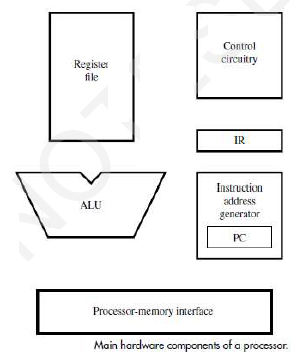 Register
file
Control
circuitry
IR
ALU
Instruction
address
generator
PC
Processor-memory interface
Main hardware components of a processor.